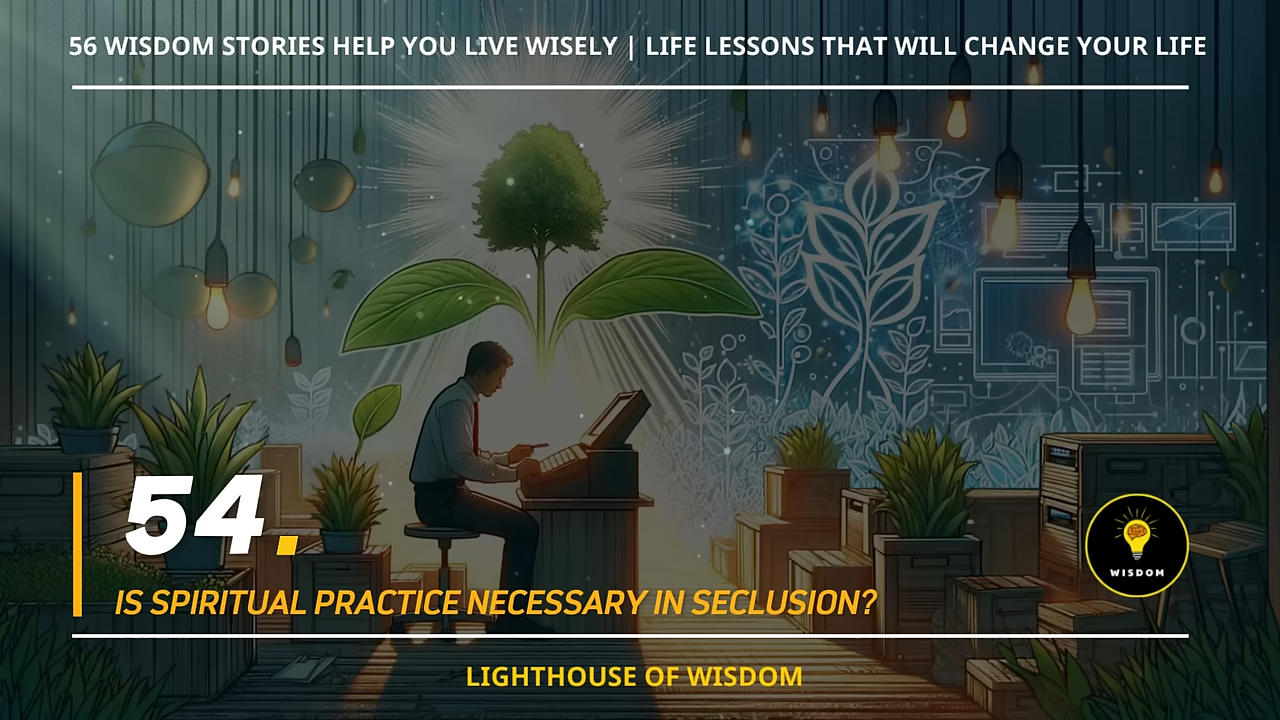 56 WISDOM STORIES HELP YOU LIVE WISELY | LIFE LESSONS THAT WILL CHANGE YOUR LIFE
54.
IS SPIRITUAL PRACTICE NECESSARY IN SECLUSION?
WISDOM
LIGHTHOUSE OF WISDOM